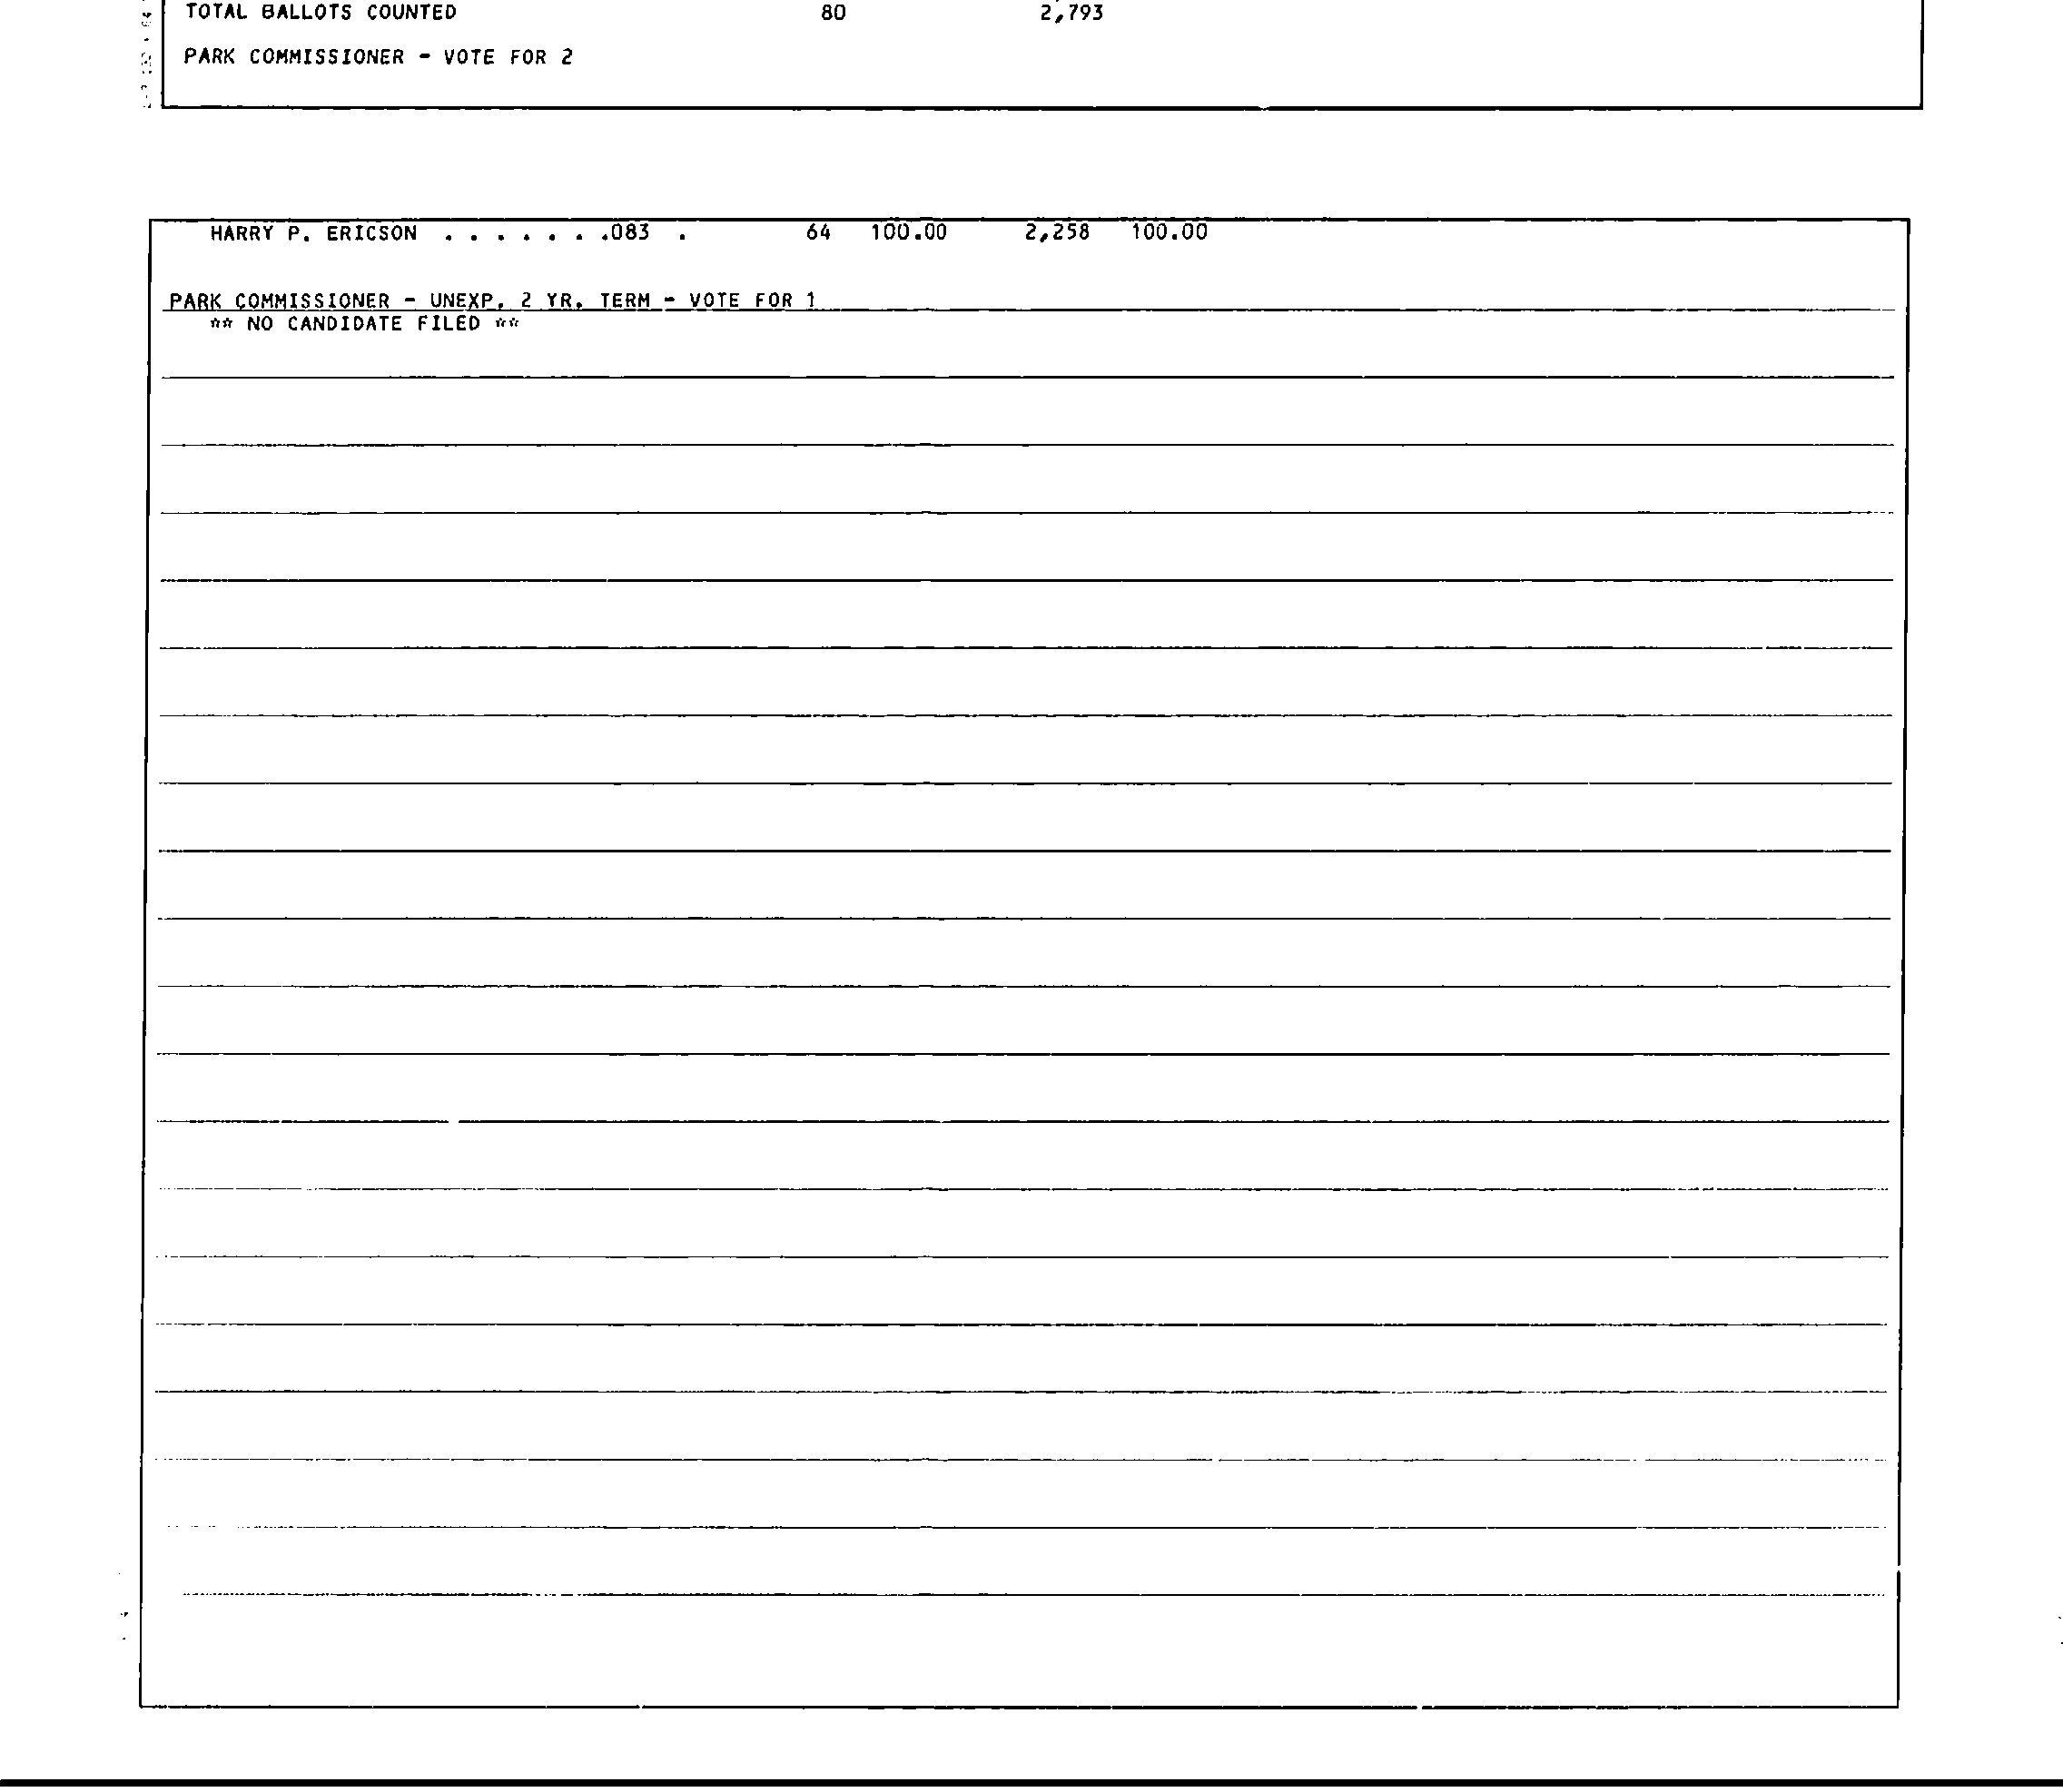 TOTAL BALLOTS COUNTED 80 2,793
PARK COMMISSIONER - VOTE FOR 2
HARRY P. ERICSON . . . . . . .083 . 64 100.00 2,258 100.00
PARK COMMISSIONER - UNEXP. 2 YR. TERM - VOTE FOR 1
** NO CANDIDATE FILED **